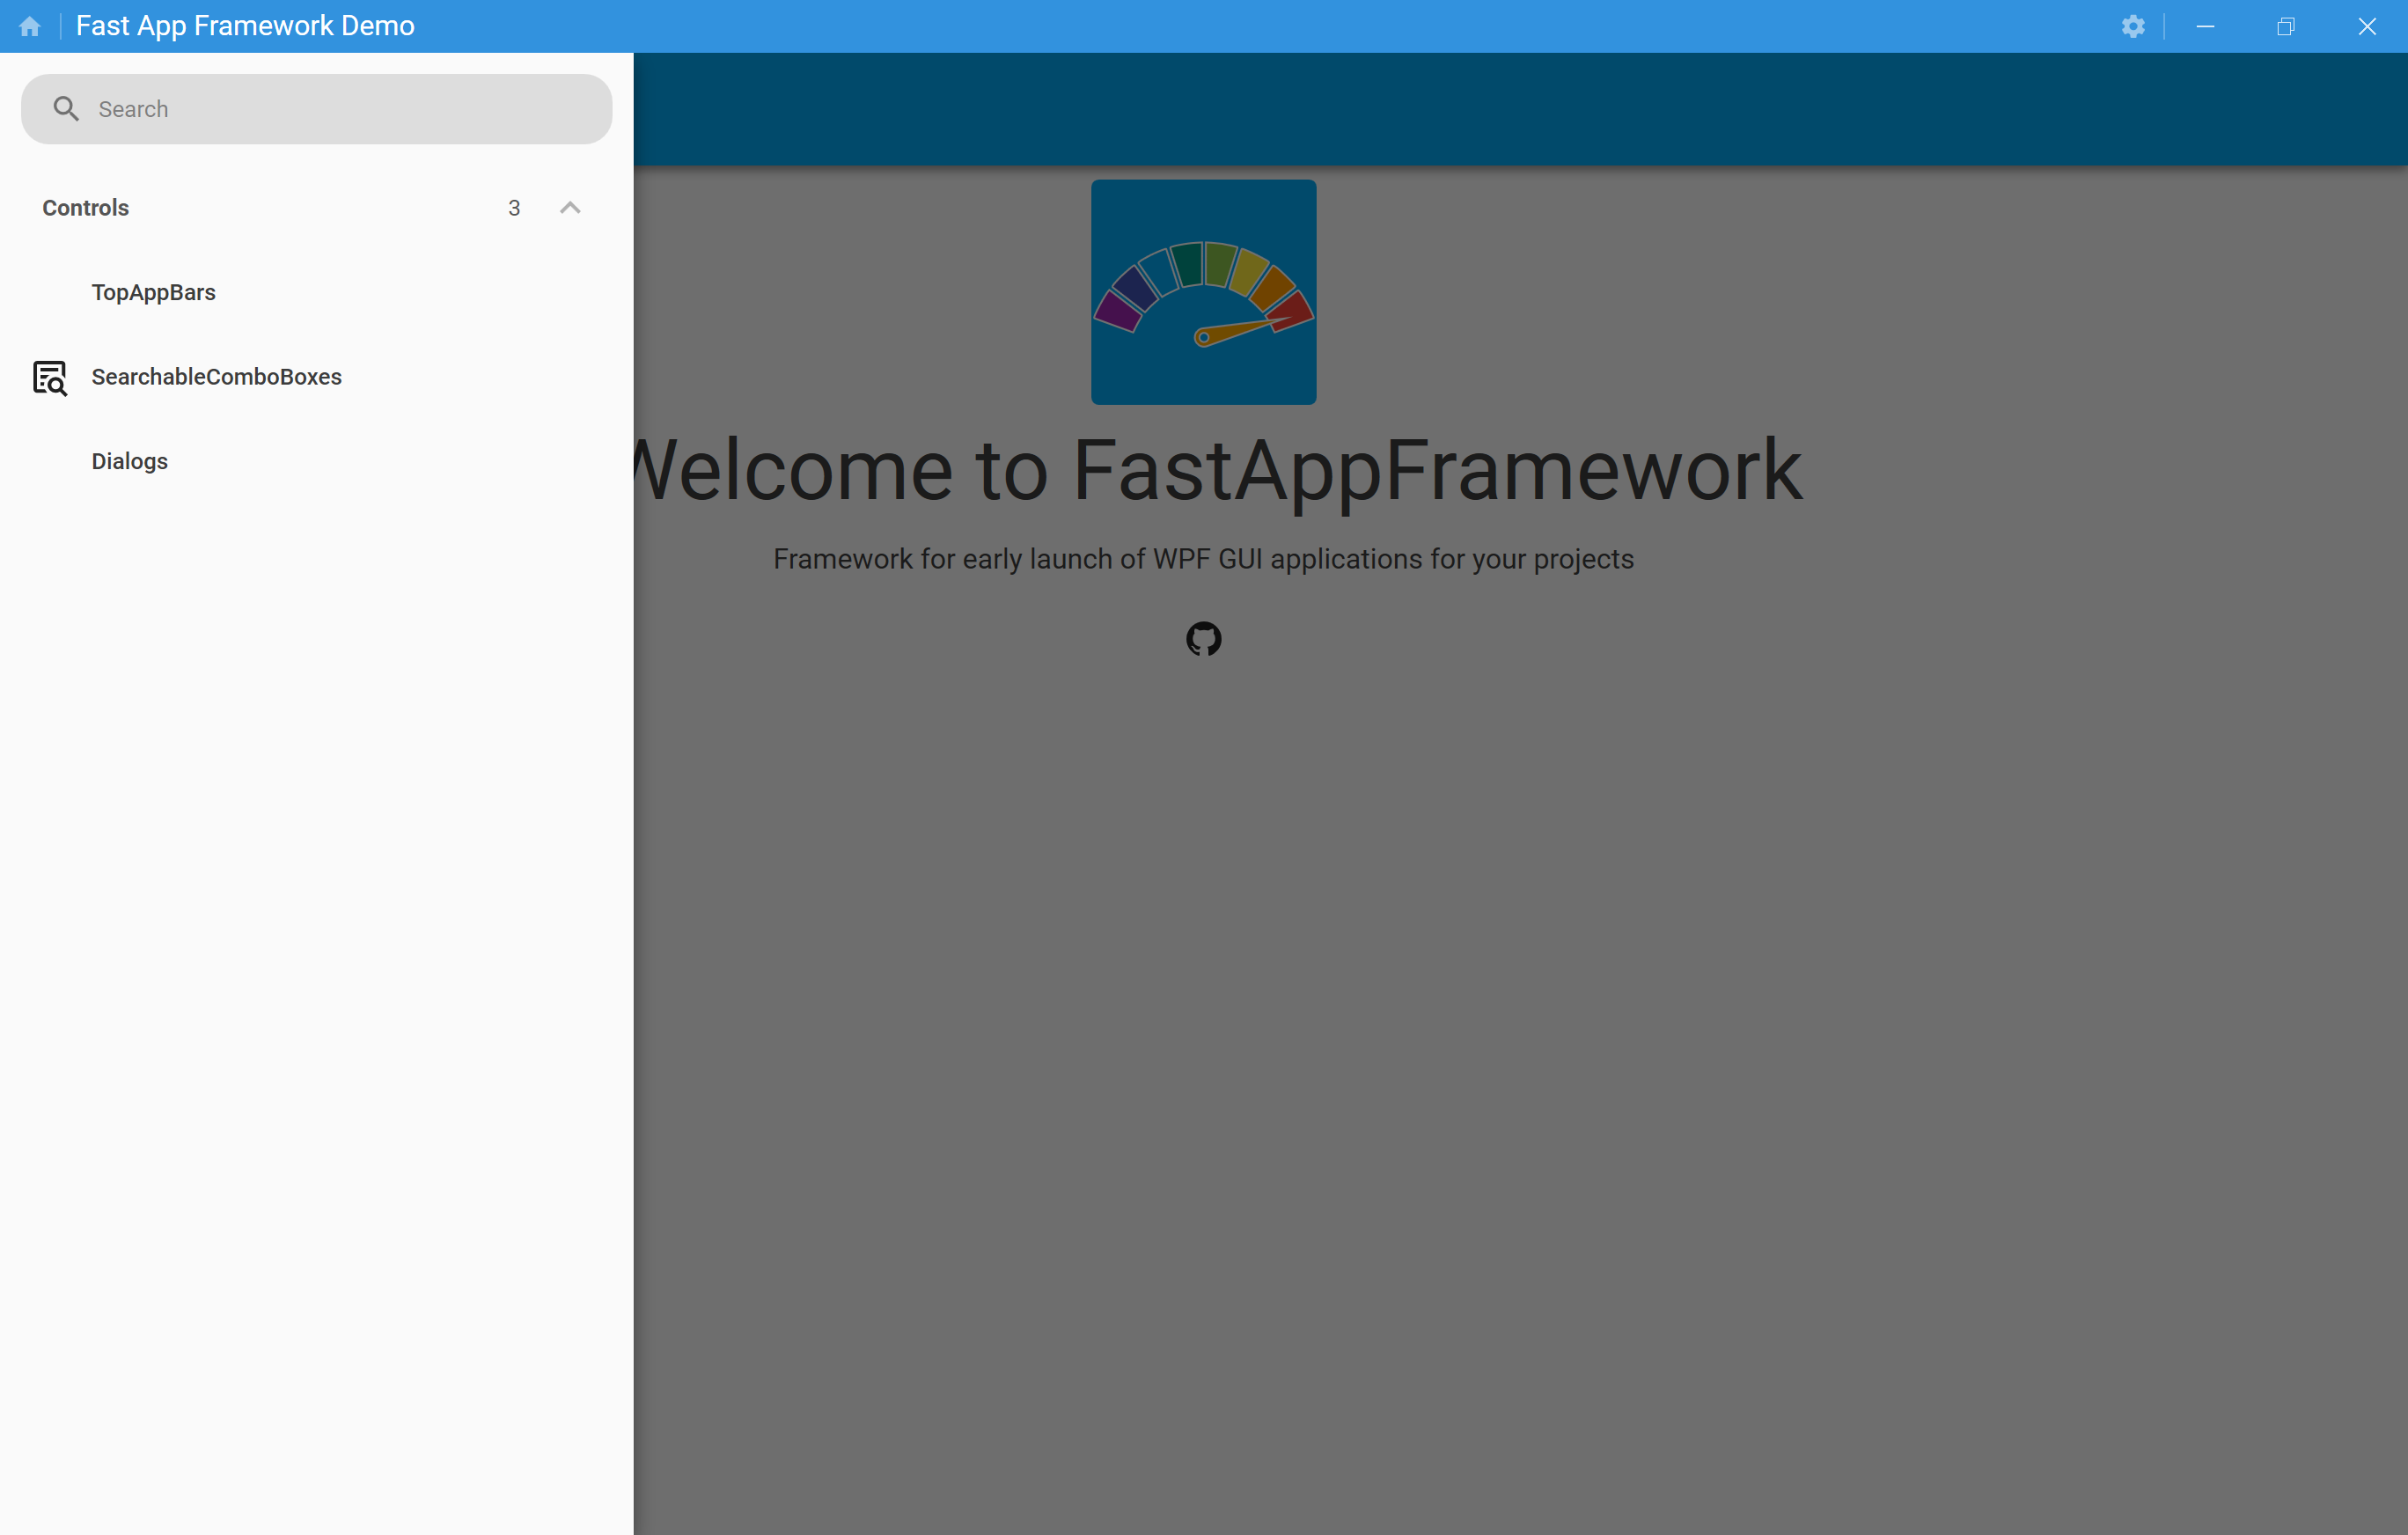 Fast App Framework Demo
Search
Controls 3
TopAppBars
SearchableComboBoxes
Dialogs
Welcome to FastAppFramework
Framework for early launch of WPF GUI applications for your projects